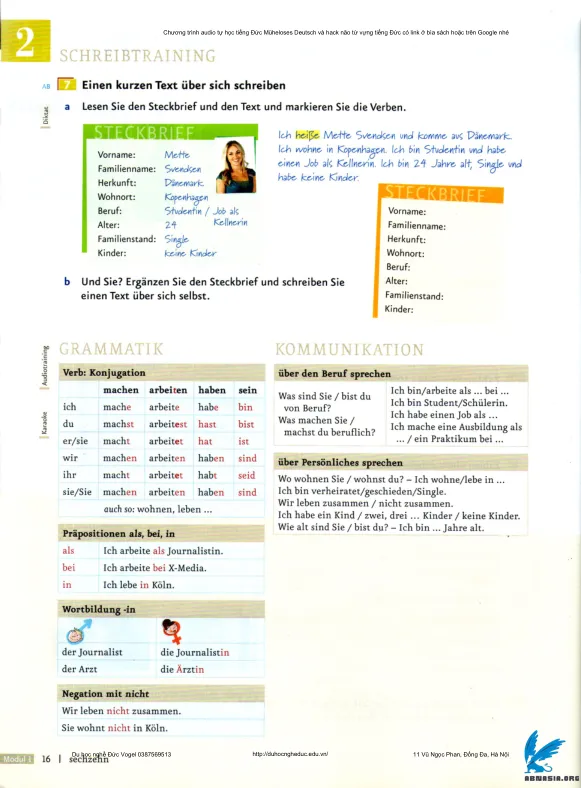 Chương trình audio tự học tiếng Đức Müheloses Deutsch và hack não từ vựng tiếng Đức có link ở bìa sách hoặc trên Google nhé
2
SCHREIBTRAINING
AB 7 Einen kurzen Text über sich schreiben
Diktat
a Lesen Sie den Steckbrief und den Text und markieren Sie die Verben.
STECKBRIEF
Vorname: Mette
Familienname: Svendsen
Herkunft: Dänemark
Wohnort: Kopenhagen
Beruf: Studentin / Job als Kellnerin
Alter: 24
Familienstand: Single
Kinder: keine Kinder
Ich heiße Mette Svendsen und komme aus Dänemark.
Ich wohne in Kopenhagen. Ich bin Studentin und habe
einen Job als Kellnerin. Ich bin 24 Jahre alt, Single und
habe keine Kinder.
STECKBRIEF
Vorname:
Familienname:
Herkunft:
Wohnort:
Beruf:
Alter:
Familienstand:
Kinder:
b Und Sie? Ergänzen Sie den Steckbrief und schreiben Sie
einen Text über sich selbst.
Audiotraining
Karaoke
GRAMMATIK
Verb: Konjugation
machen arbeiten haben sein
ich mache arbeite habe bin
du machst arbeitest hast bist
er/sie macht arbeitet hat ist
wir machen arbeiten haben sind
ihr macht arbeitet habt seid
sie/Sie machen arbeiten haben sind
auch so: wohnen, leben ...
Präpositionen als, bei, in
als Ich arbeite als Journalistin.
bei Ich arbeite bei X-Media.
in Ich lebe in Köln.
Wortbildung -in
der Journalist die Journalistin
der Arzt die Ärztin
Negation mit nicht
Wir leben nicht zusammen.
Sie wohnt nicht in Köln.
KOMMUNIKATION
über den Beruf sprechen
Was sind Sie / bist du
von Beruf?
Was machen Sie /
machst du beruflich?
Ich bin/arbeite als ... bei ...
Ich bin Student/Schülerin.
Ich habe einen Job als ...
Ich mache eine Ausbildung als
... / ein Praktikum bei ...
über Persönliches sprechen
Wo wohnen Sie / wohnst du? – Ich wohne/lebe in ...
Ich bin verheiratet/geschieden/Single.
Wir leben zusammen / nicht zusammen.
Ich habe ein Kind / zwei, drei ... Kinder / keine Kinder.
Wie alt sind Sie / bist du? – Ich bin ... Jahre alt.
Modul 1 16 | sechzehn
Du học nghề Đức Vogel 0387569513
http://duhocngheduc.edu.vn/
11 Vũ Ngọc Phan, Đống Đa, Hà Nội
ABNASIA.ORG